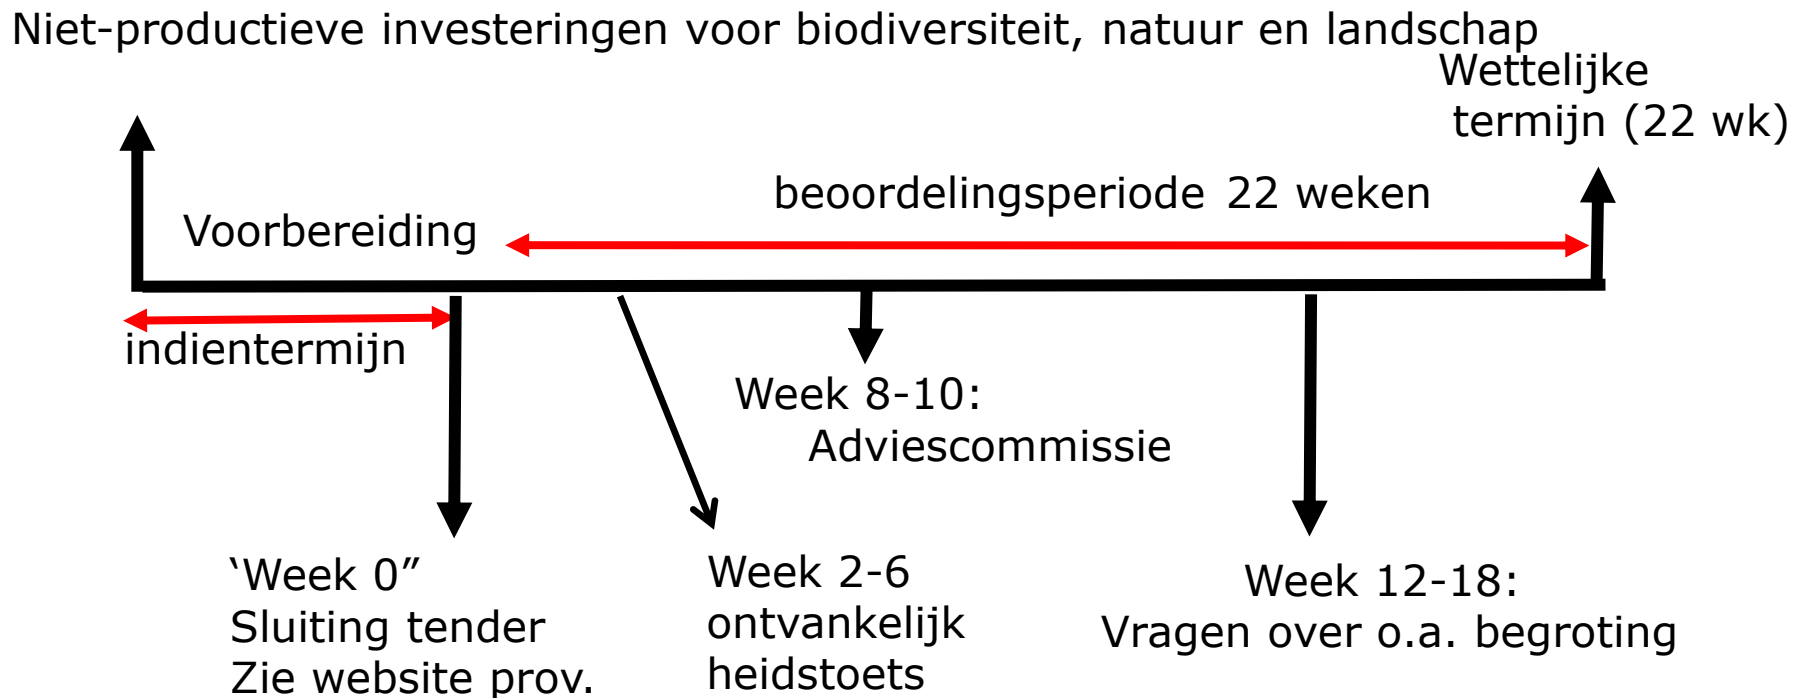 Niet-productieve investeringen voor biodiversiteit, natuur en landschap
Wettelijke
termijn (22 wk)
beoordelingsperiode 22 weken
Voorbereiding
indientermijn
Week 8-10:
Adviescommissie
‘Week 0”
Sluiting tender
Zie website prov.
Week 2-6
ontvankelijk
heidstoets
Week 12-18:
Vragen over o.a. begroting